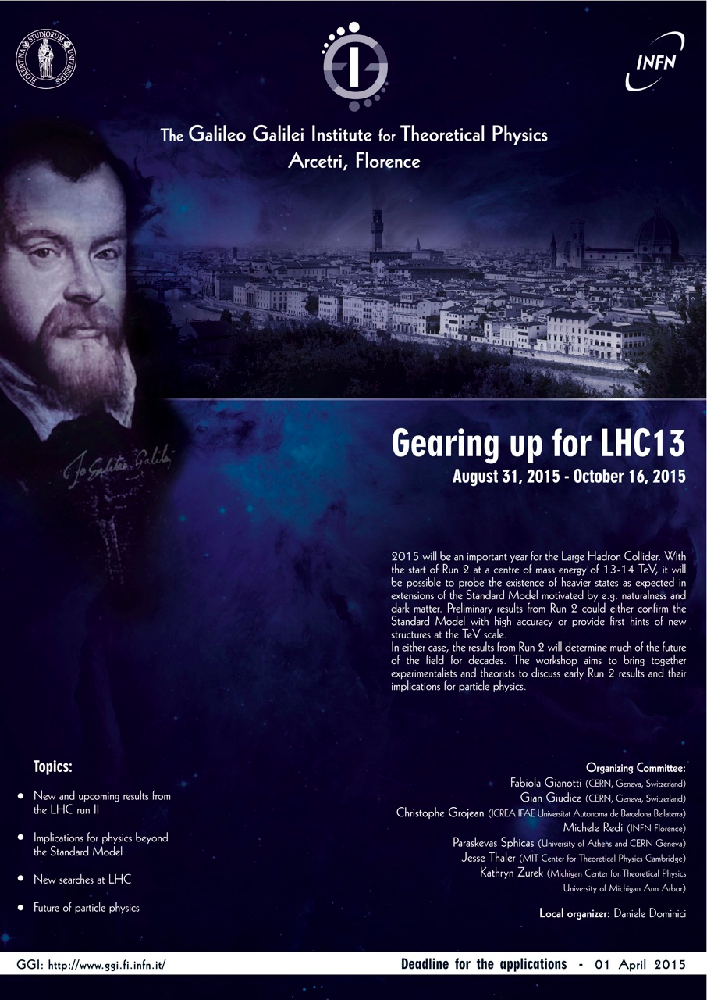 FLORENTINA STUDIORUM UNIVERSITAS
INFN
The Galileo Galilei Institute for Theoretical Physics
Arcetri, Florence
Jo Galileo Galilei
Gearing up for LHC13
August 31, 2015 - October 16, 2015
2015 will be an important year for the Large Hadron Collider. With
the start of Run 2 at a centre of mass energy of 13-14 TeV, it will
be possible to probe the existence of heavier states as expected in
extensions of the Standard Model motivated by e.g. naturalness and
dark matter. Preliminary results from Run 2 could either confirm the
Standard Model with high accuracy or provide first hints of new
structures at the TeV scale.
In either case, the results from Run 2 will determine much of the future
of the field for decades. The workshop aims to bring together
experimentalists and theorists to discuss early Run 2 results and their
implications for particle physics.
Topics:
• New and upcoming results from
the LHC run II
• Implications for physics beyond
the Standard Model
• New searches at LHC
• Future of particle physics
Organizing Committee:
Fabiola Gianotti (CERN, Geneva, Switzerland)
Gian Giudice (CERN, Geneva, Switzerland)
Christophe Grojean (ICREA IFAE Universitat Autonoma de Barcelona Bellaterra)
Michele Redi (INFN Florence)
Paraskevas Sphicas (University of Athens and CERN Geneva)
Jesse Thaler (MIT Center for Theoretical Physics Cambridge)
Kathryn Zurek (Michigan Center for Theoretical Physics
University of Michigan Ann Arbor)
Local organizer: Daniele Dominici
GGI: http://www.ggi.fi.infn.it/
Deadline for the applications - 01 April 2015